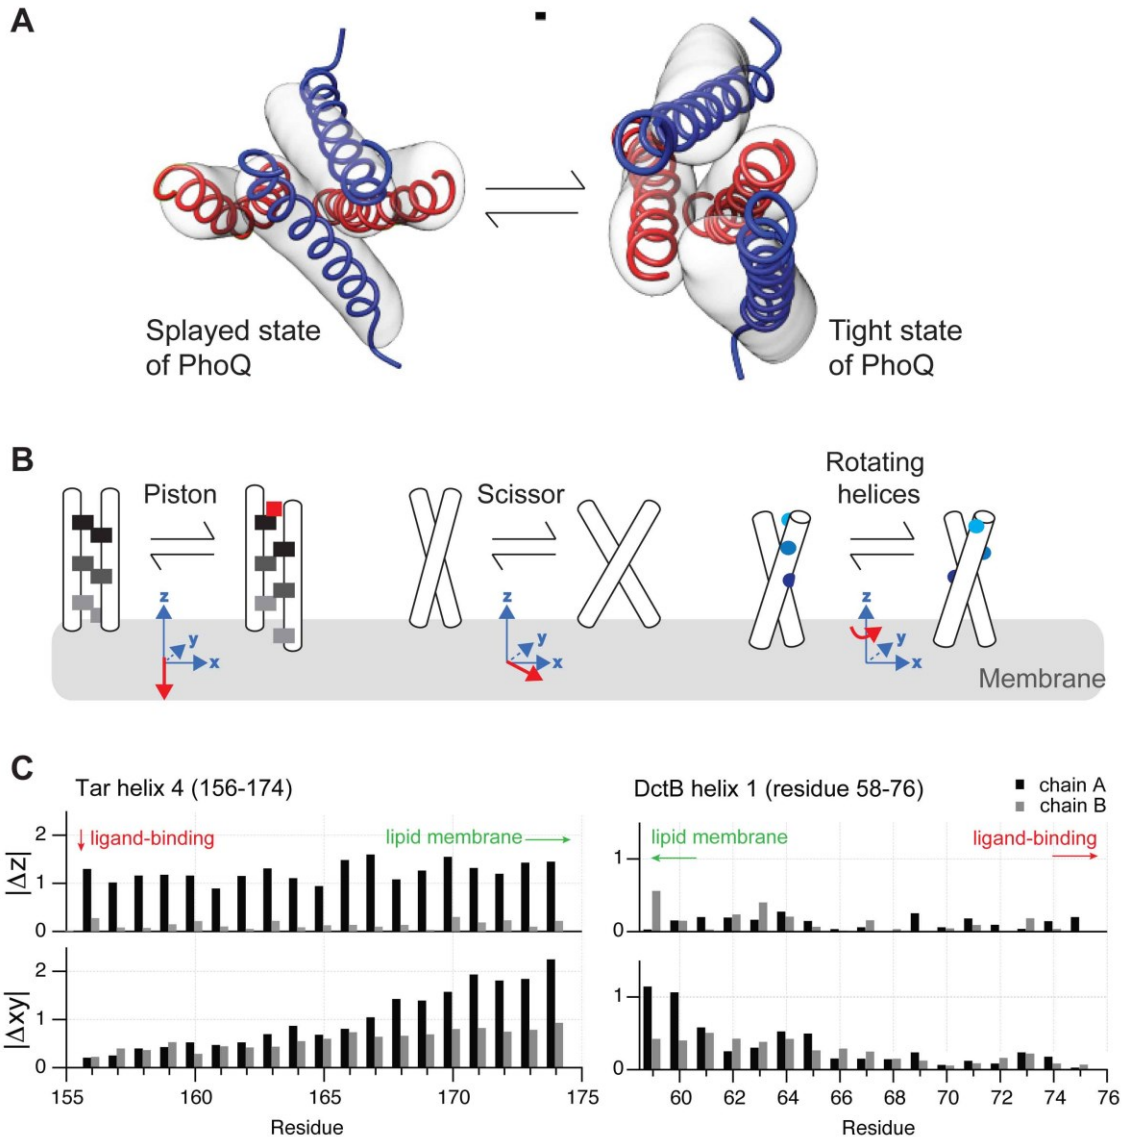 A
Splayed state
of PhoQ
Tight state
of PhoQ
B
Piston
Scissor
Rotating
helices
z
y
x
z
y
x
z
y
x
Membrane
C
Tar helix 4 (156-174)
DctB helix 1 (residue 58-76)
chain A
chain B
ligand-binding
lipid membrane
lipid membrane
ligand-binding
|Δz|
2
1
0
1
0
|Δxy|
2
1
0
1
0
155 160 165 170 175
60 62 64 66 68 70 72 74 76
Residue
Residue